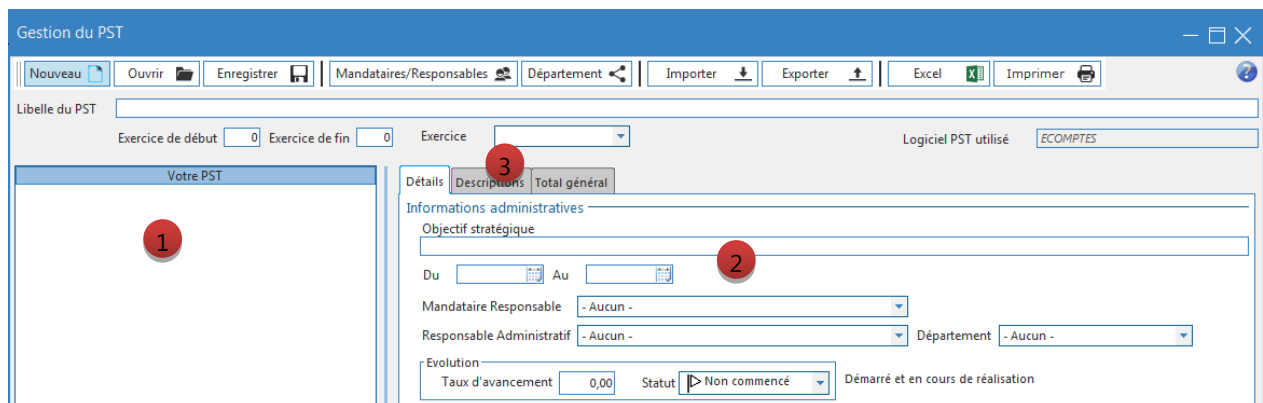 Gestion du PST
Nouveau Ouvrir Enregistrer Mandataires/Responsables Département Importer Exporter Excel Imprimer
Libelle du PST
Exercice de début 0 Exercice de fin 0 Exercice Logiciel PST utilisé ECOMPTES
Votre PST
Détails Descriptions Total général
3
Informations administratives
Objectif stratégique
1
2
Du Au
Mandataire Responsable - Aucun -
Responsable Administratif - Aucun - Département - Aucun -
Evolution
Taux d'avancement 0,00 Statut Non commencé Démarré et en cours de réalisation